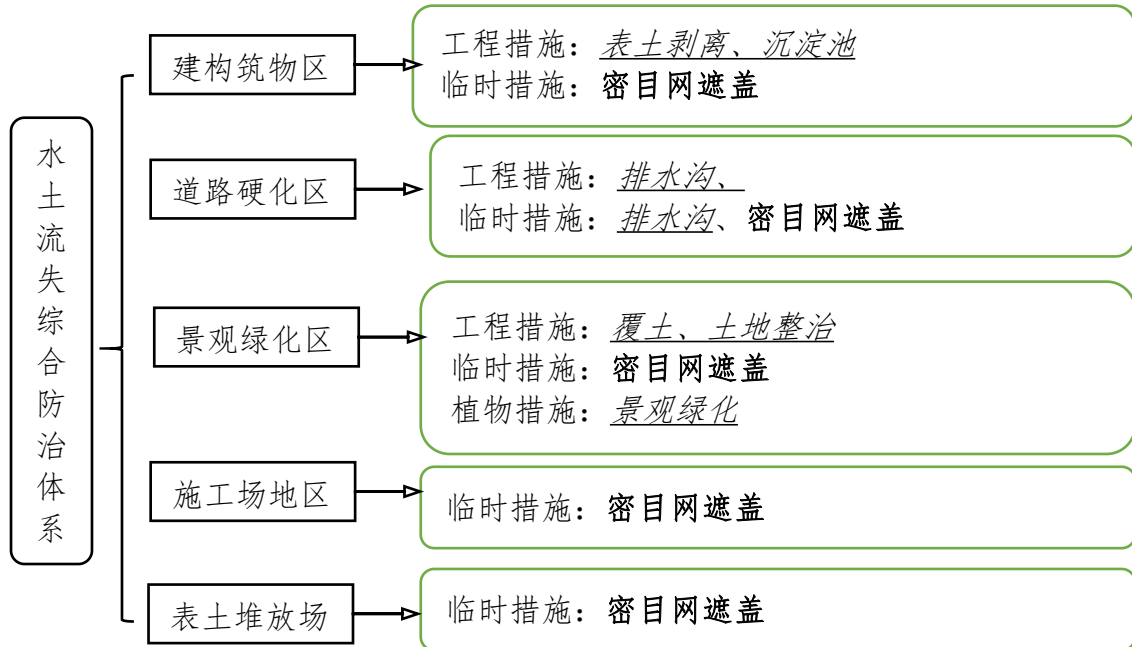 水土流失综合防治体系
建构筑物区
工程措施：表土剥离、沉淀池
临时措施：密目网遮盖
道路硬化区
工程措施：排水沟、
临时措施：排水沟、密目网遮盖
景观绿化区
工程措施：覆土、土地整治
临时措施：密目网遮盖
植物措施：景观绿化
施工场地区
临时措施：密目网遮盖
表土堆放场
临时措施：密目网遮盖